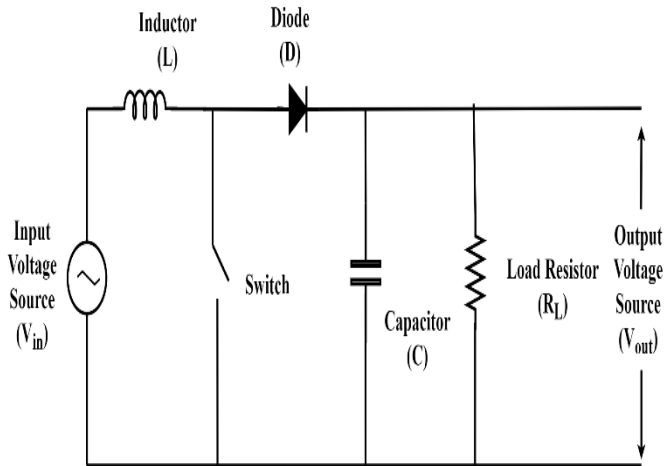 Inductor
(L)
Diode
(D)
Input
Voltage
Source
(Vin)
Switch
Capacitor
(C)
Load Resistor
(RL)
Output
Voltage
Source
(Vout)